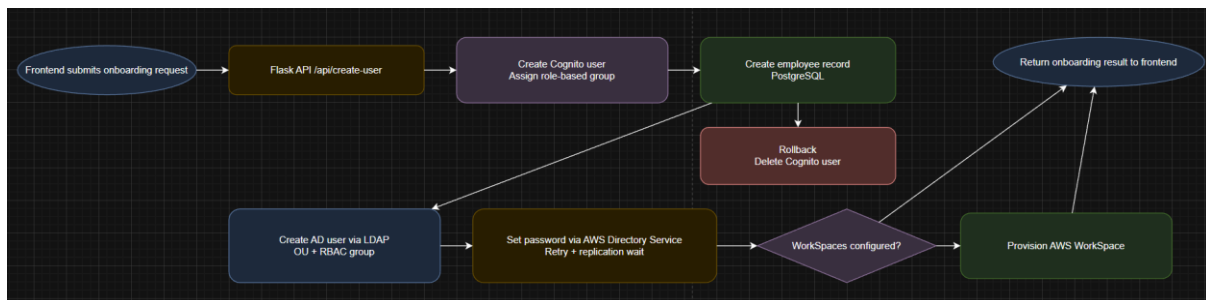 Frontend submits onboarding request
Flask API /api/create-user
Create Cognito user
Assign role-based group
Create employee record
PostgreSQL
Return onboarding result to frontend
Rollback
Delete Cognito user
Create AD user via LDAP
OU + RBAC group
Set password via AWS Directory Service
Retry + replication wait
WorkSpaces configured?
Provision AWS WorkSpace